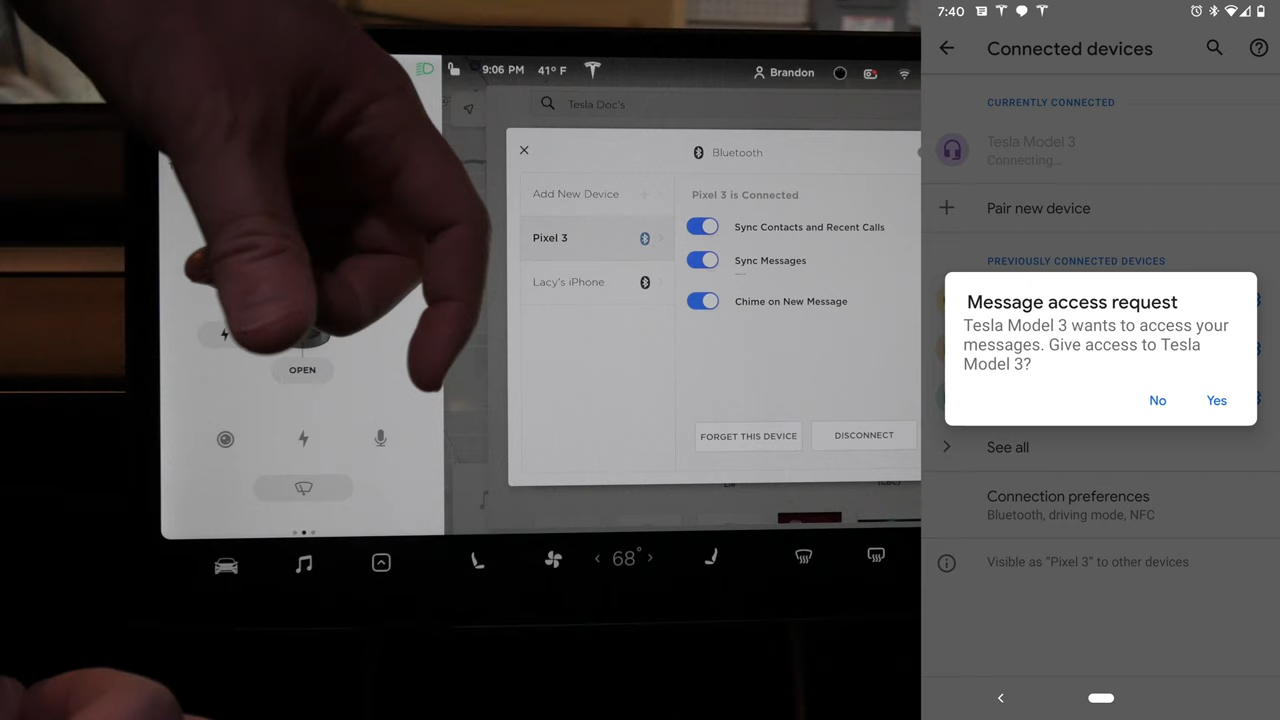 9:06 PM 41° F
Brandon
Tesla Doc's
Bluetooth
Add New Device
Pixel 3
Lacy's iPhone
Pixel 3 is Connected
Sync Contacts and Recent Calls
Sync Messages
Chime on New Message
FORGET THIS DEVICE
DISCONNECT
OPEN
68°
7:40
Connected devices
CURRENTLY CONNECTED
Tesla Model 3
Connecting...
Pair new device
PREVIOUSLY CONNECTED DEVICES
Message access request
Tesla Model 3 wants to access your
messages. Give access to Tesla
Model 3?
No Yes
See all
Connection preferences
Bluetooth, driving mode, NFC
Visible as "Pixel 3" to other devices